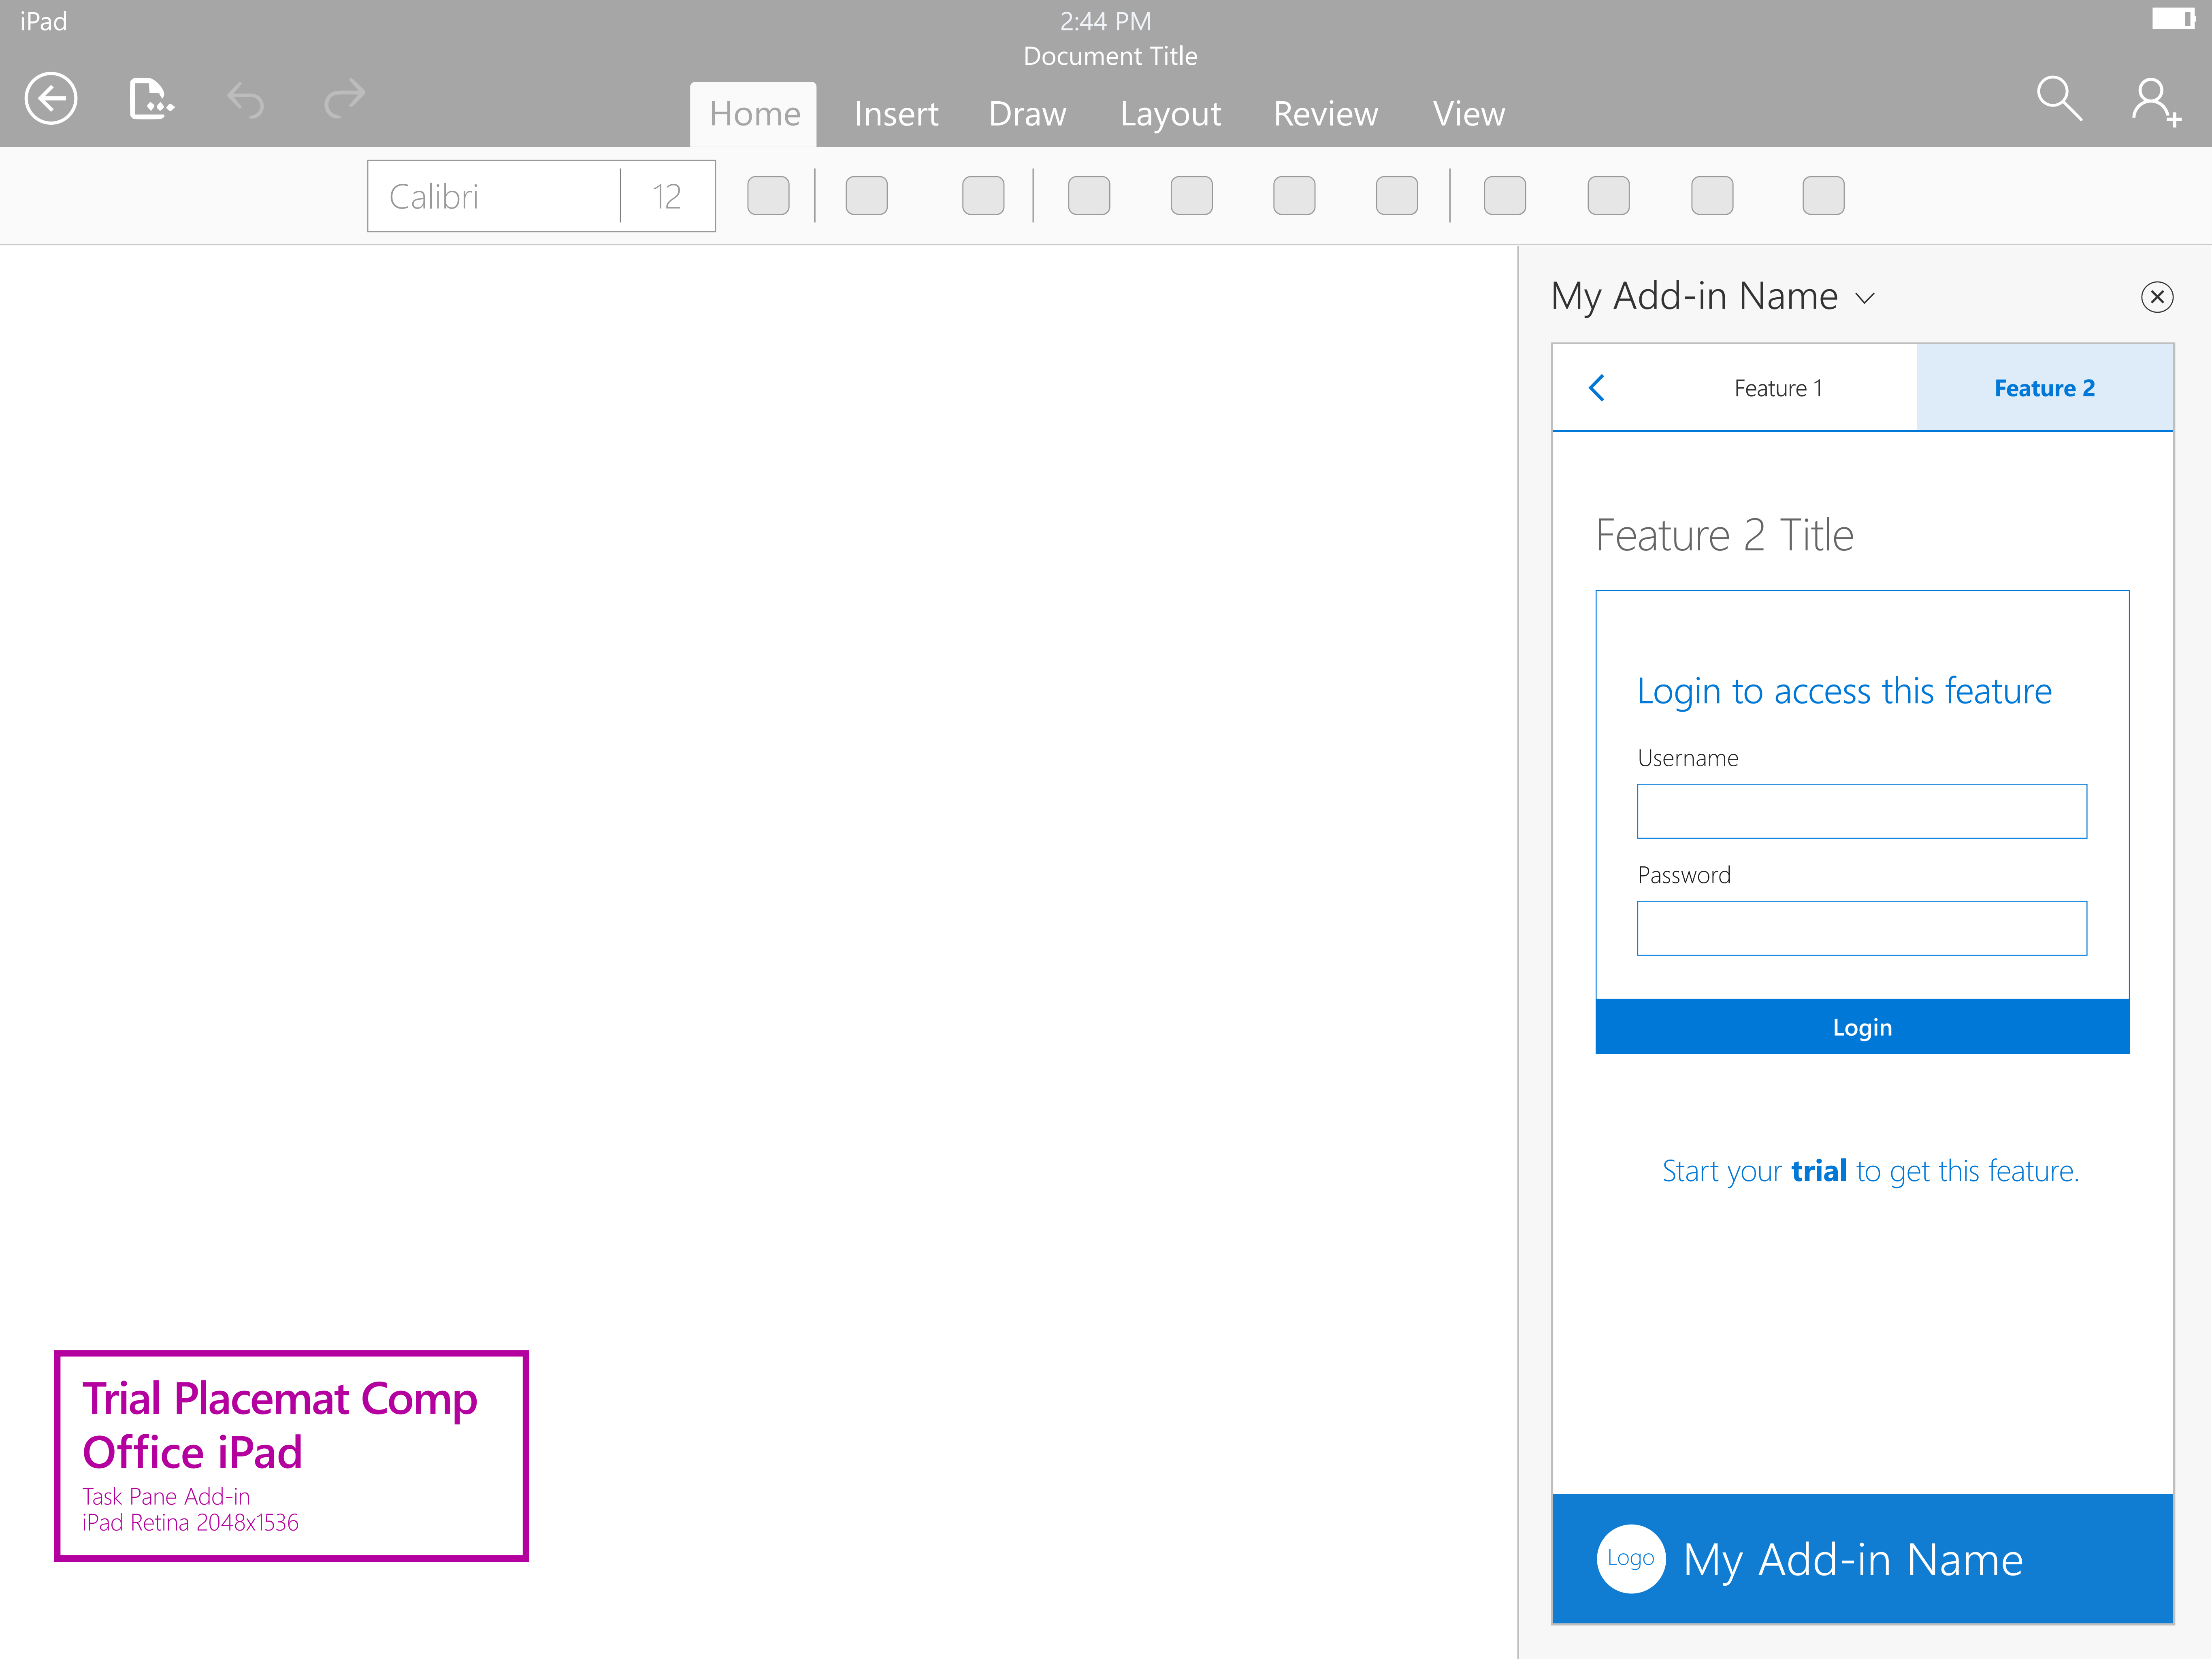 iPad
2:44 PM
Document Title
Home Insert Draw Layout Review View
Calibri 12
My Add-in Name
Feature 1 Feature 2
Feature 2 Title
Login to access this feature
Username
Password
Login
Start your trial to get this feature.
Logo My Add-in Name
Trial Placemat Comp
Office iPad
Task Pane Add-in
iPad Retina 2048x1536